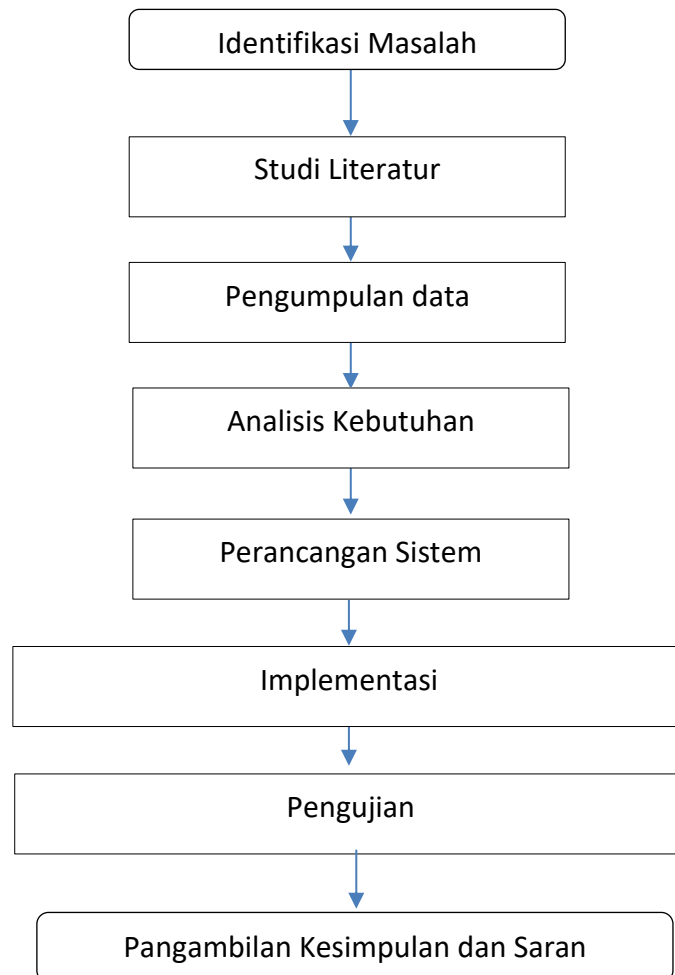 Identifikasi Masalah
Studi Literatur
Pengumpulan data
Analisis Kebutuhan
Perancangan Sistem
Implementasi
Pengujian
Pangambilan Kesimpulan dan Saran